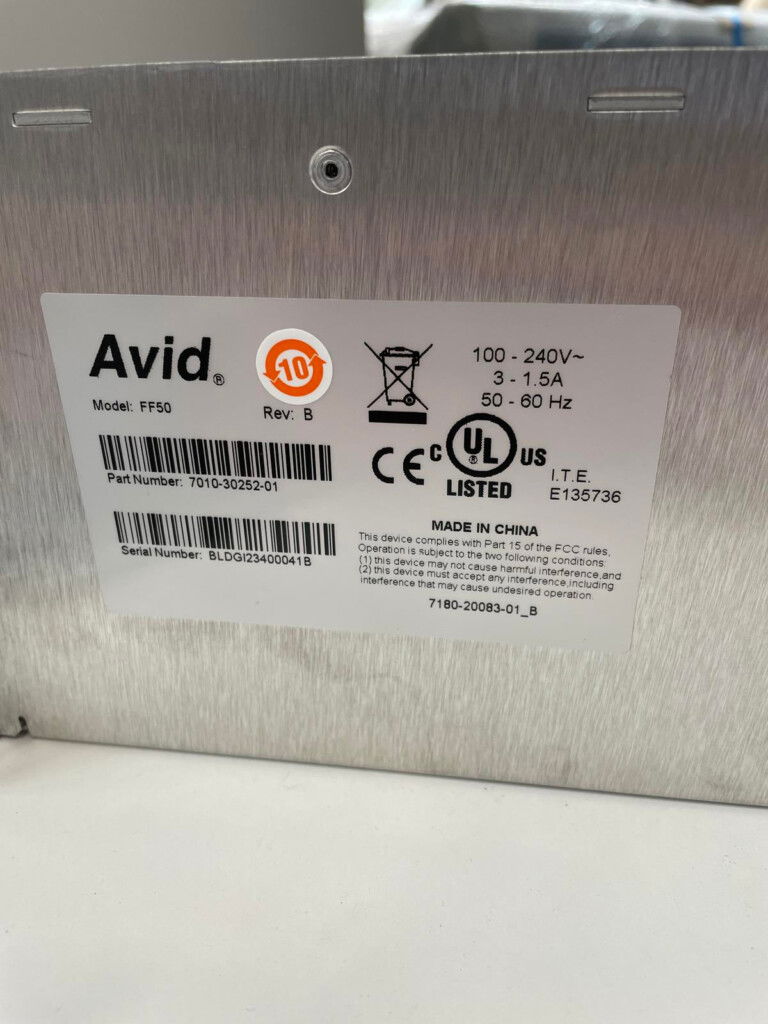 Avid®
10
Model: FF50
Rev: B
Part Number: 7010-30252-01
Serial Number: BLDGI23400041B
100 - 240V~
3 - 1.5A
50 - 60 Hz
CE
C UL® US
LISTED
I.T.E.
E135736
MADE IN CHINA
This device complies with Part 15 of the FCC rules,
Operation is subject to the two following conditions:
(1) this device may not cause harmful interference,and
(2) this device must accept any interference,including
interference that may cause undesired operation.
7180-20083-01_B